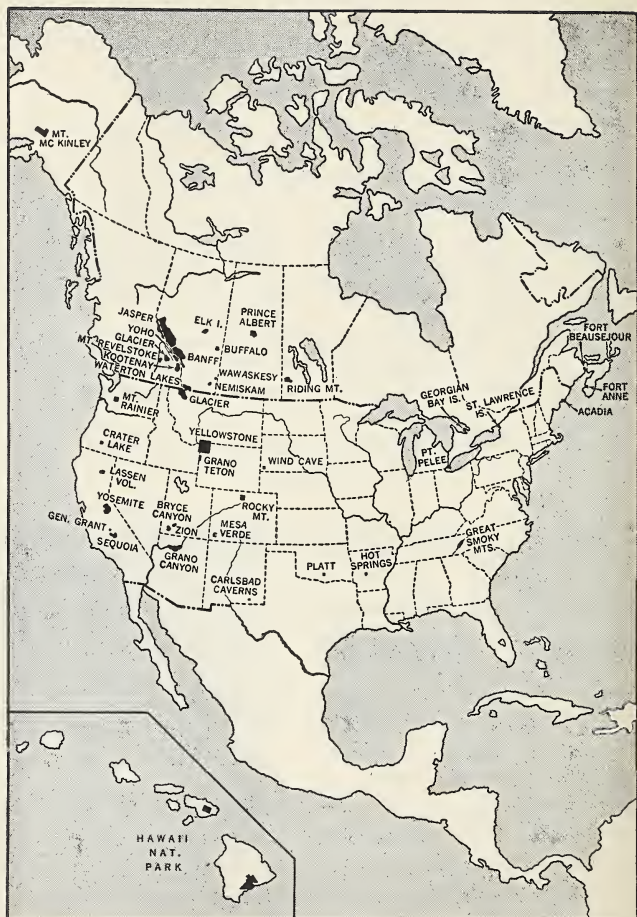 MT.
MC KINLEY
JASPER
YOHO
GLACIER
MT. REVELSTOKE
KOOTENAY
WATERTON LAKES
ELK I.
PRINCE
ALBERT
BANFF
BUFFALO
WAWASKESY
NEMISKAM
RIDING MT.
GLACIER
FORT
BEAUSEJOUR
FORT
ANNE
ACADIA
GEORGIAN
BAY IS.
ST. LAWRENCE
IS.
PT.
PELEE
MT.
RAINIER
CRATER
LAKE
YELLOWSTONE
GRANO
TETON
WIND CAVE
LASSEN
VOL.
YOSEMITE
GEN. GRANT
SEQUOIA
BRYCE
CANYON
ZION
ROCKY
MT.
MESA
VERDE
GRANO
CANYON
CARLSBAD
CAVERNS
PLATT
HOT
SPRINGS
GREAT
SMOKY
MTS.
HAWAII
NAT.
PARK